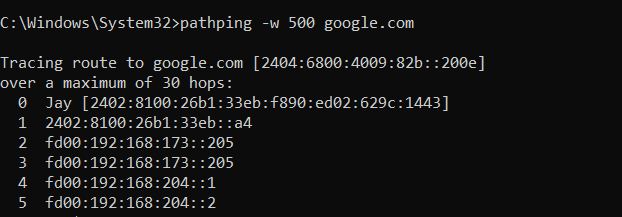 C:\Windows\System32>pathping -w 500 google.com
Tracing route to google.com [2404:6800:4009:82b::200e]
over a maximum of 30 hops:
0 Jay [2402:8100:26b1:33eb:f890:ed02:629c:1443]
1 2402:8100:26b1:33eb::a4
2 fd00:192:168:173::205
3 fd00:192:168:173::205
4 fd00:192:168:204::1
5 fd00:192:168:204::2